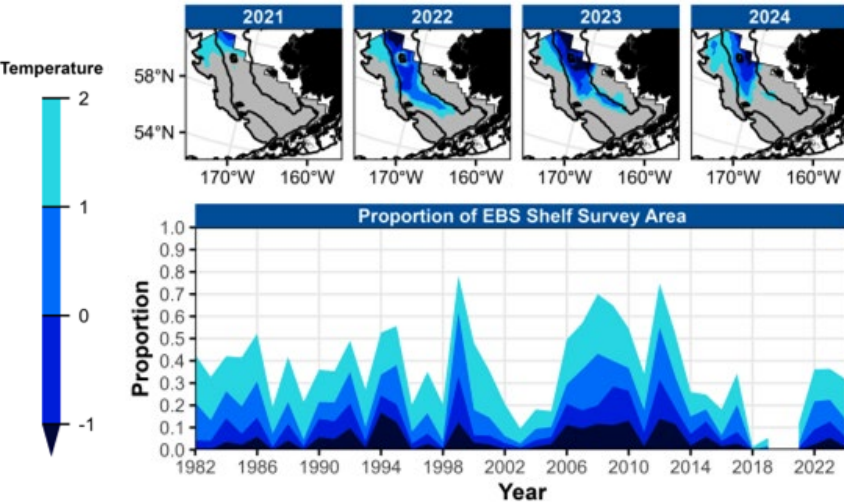 2021 2022 2023 2024
Temperature
58°N
54°N
170°W 160°W 170°W 160°W 170°W 160°W 170°W 160°W
2
1
0
-1
Proportion of EBS Shelf Survey Area
1.0
0.9
0.8
0.7
0.6
0.5
0.4
0.3
0.2
0.1
0.0
Proportion
1982 1986 1990 1994 1998 2002 2006 2010 2014 2018 2022
Year